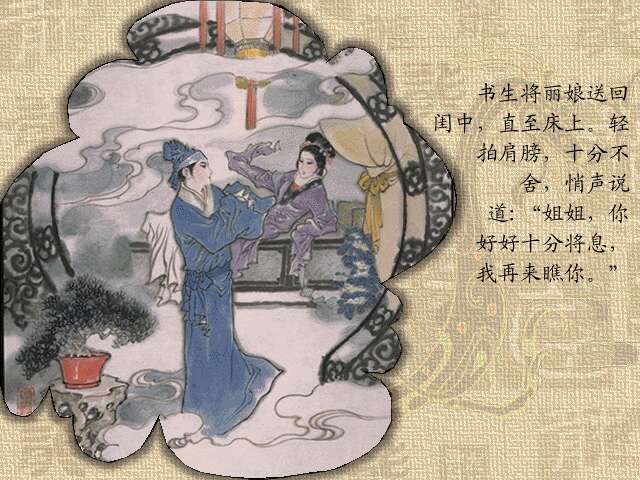 书生将丽娘送回
闺中，直至床上。轻
拍肩膀，十分不
舍，悄声说
道：“姐姐，你
好好十分将息，
我再来瞧你。”